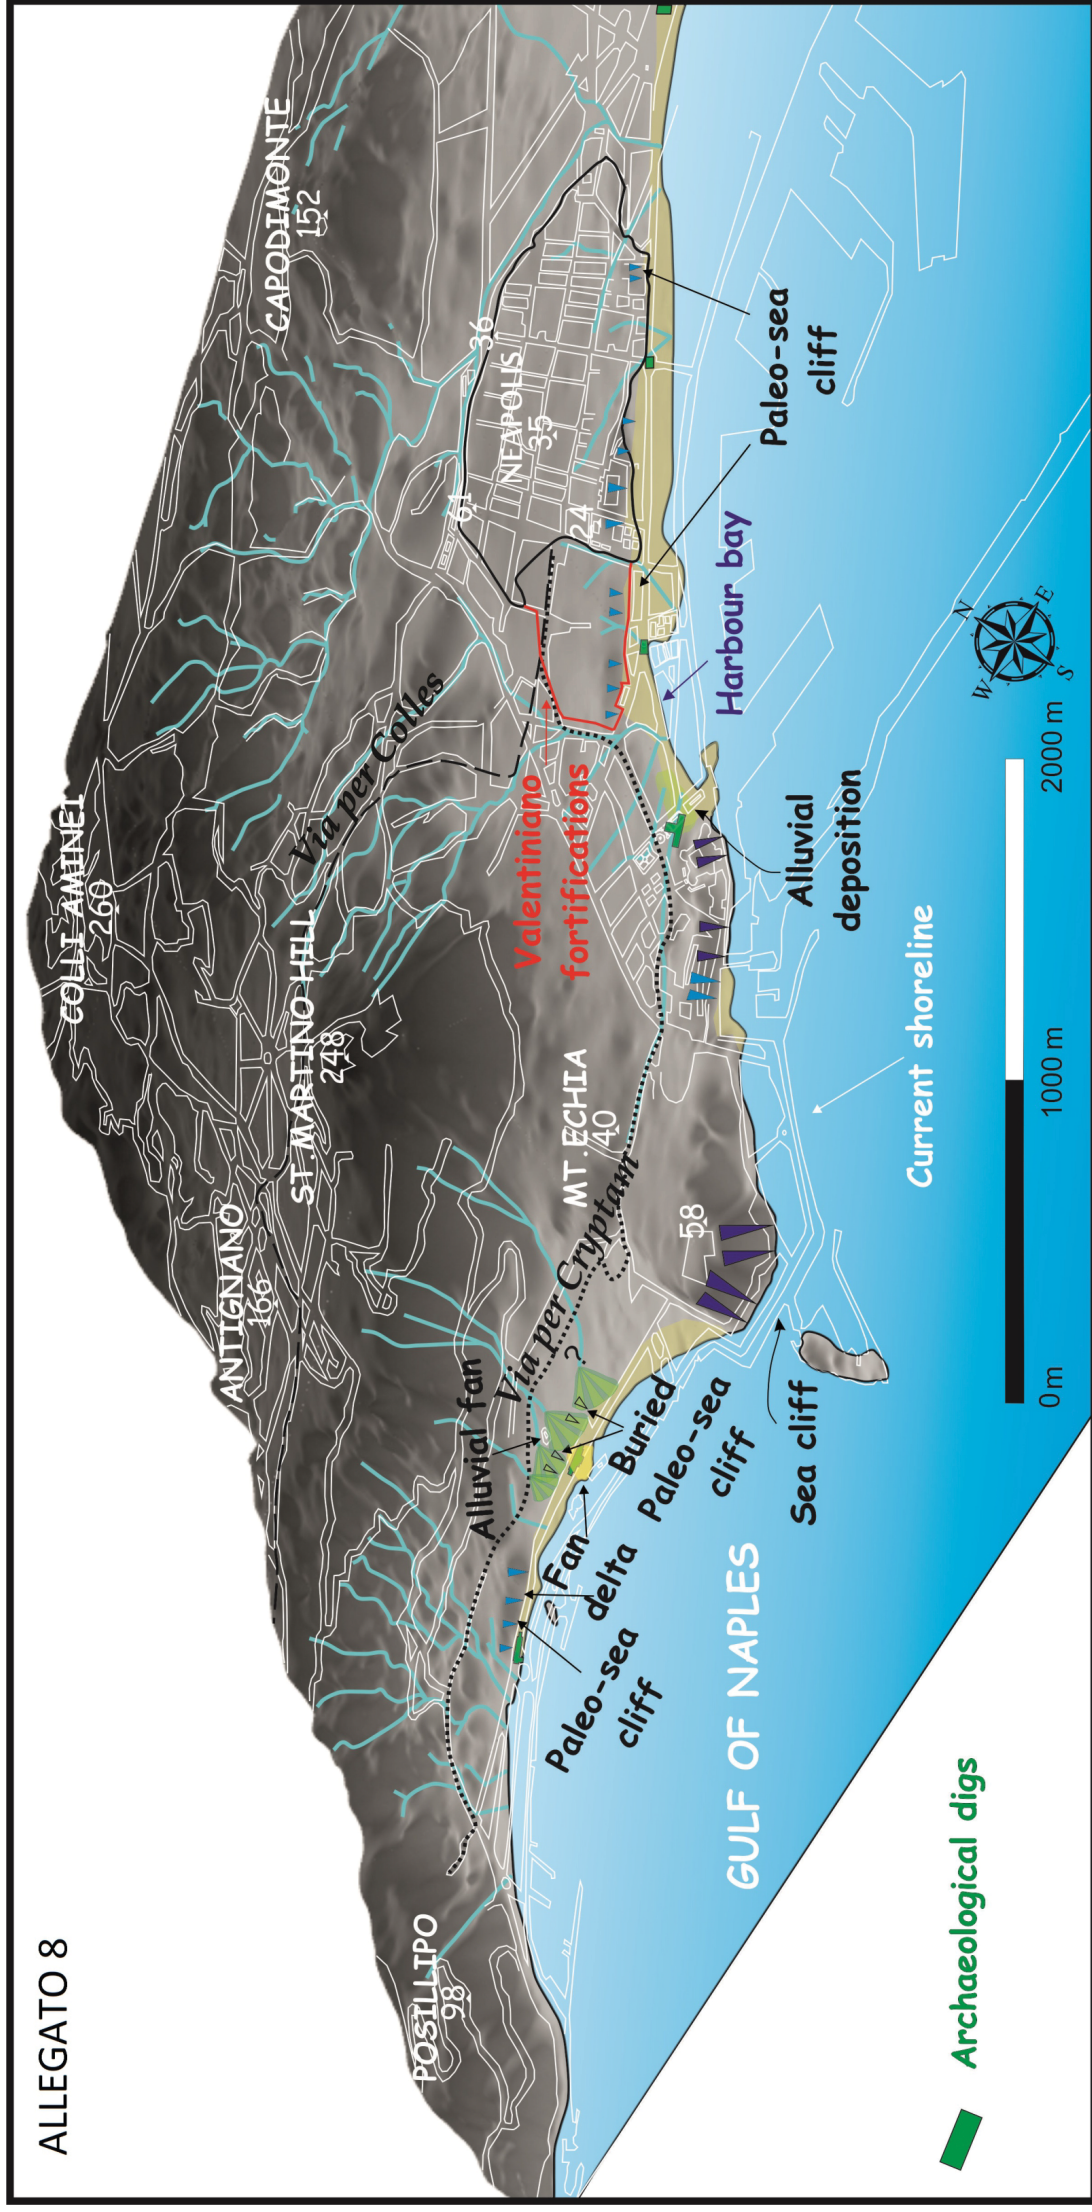 ALLEGATO 8
COLLI AMINEI
260
CAPODIMONTE
152
ANTIGNANO
166
ST.MARTINO HILL
248
Via per Colles
POSILLIPO
98
61
36
NEAPOLIS
35
24
Valentiniano
fortifications
MT.ECHIA
40
58
Via per Cryptam
?
Alluvial fan
Fan
delta
Buried
Paleo-sea
cliff
Paleo-sea
cliff
Sea cliff
Alluvial
deposition
Harbour bay
Paleo-sea
cliff
Current shoreline
GULF OF NAPLES
N
E
S
W
0m
1000 m
2000 m
Archaeological digs